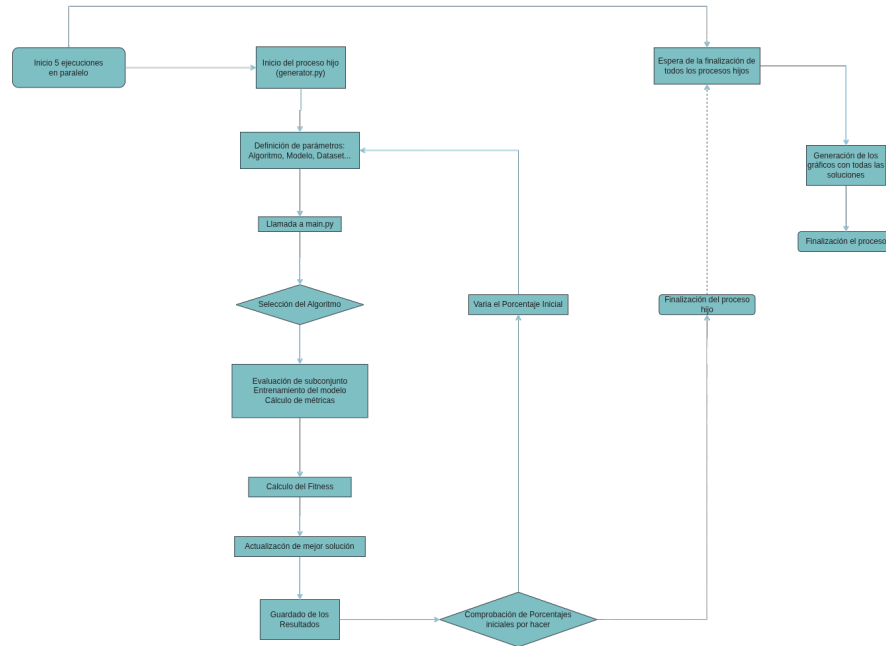 Inicio 5 ejecuciones
en paralelo
Inicio del proceso hijo
(generator.py)
Espera de la finalización de
todos los procesos hijos
Definición de parámetros:
Algoritmo, Modelo, Dataset...
Generación de los
gráficos con todas las
soluciones
Llamada a main.py
Finalización el proceso
Selección del Algoritmo
Varia el Porcentaje Inicial
Finalización del proceso
hijo
Evaluación de subconjunto
Entrenamiento del modelo
Cálculo de métricas
Calculo del Fitness
Actualizacón de mejor solución
Guardado de los
Resultados
Comprobación de Porcentajes
iniciales por hacer